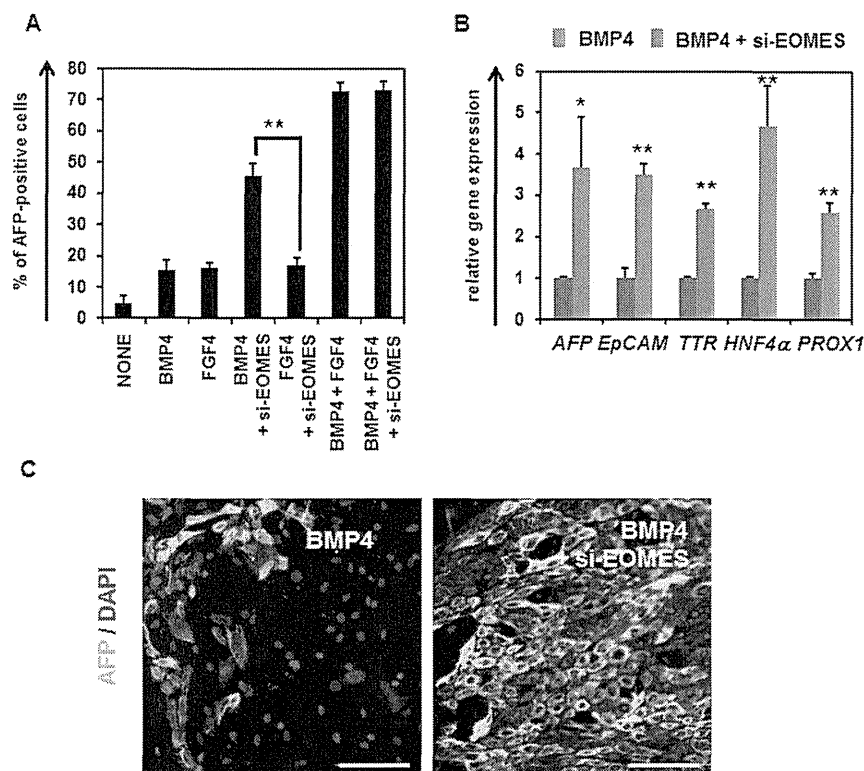 A
% of AFP-positive cells
80
70
60
50
40
30
20
10
0
**
NONE
BMP4
FGF4
BMP4
+ si-EOMES
FGF4
+ si-EOMES
BMP4 + FGF4
BMP4 + FGF4
+ si-EOMES
B
BMP4
BMP4 + si-EOMES
relative gene expression
6
5
4
3
2
1
0
*
**
**
**
**
AFP EpCAM TTR HNF4α PROX1
C
AFP / DAPI
BMP4
BMP4
si-EOMES